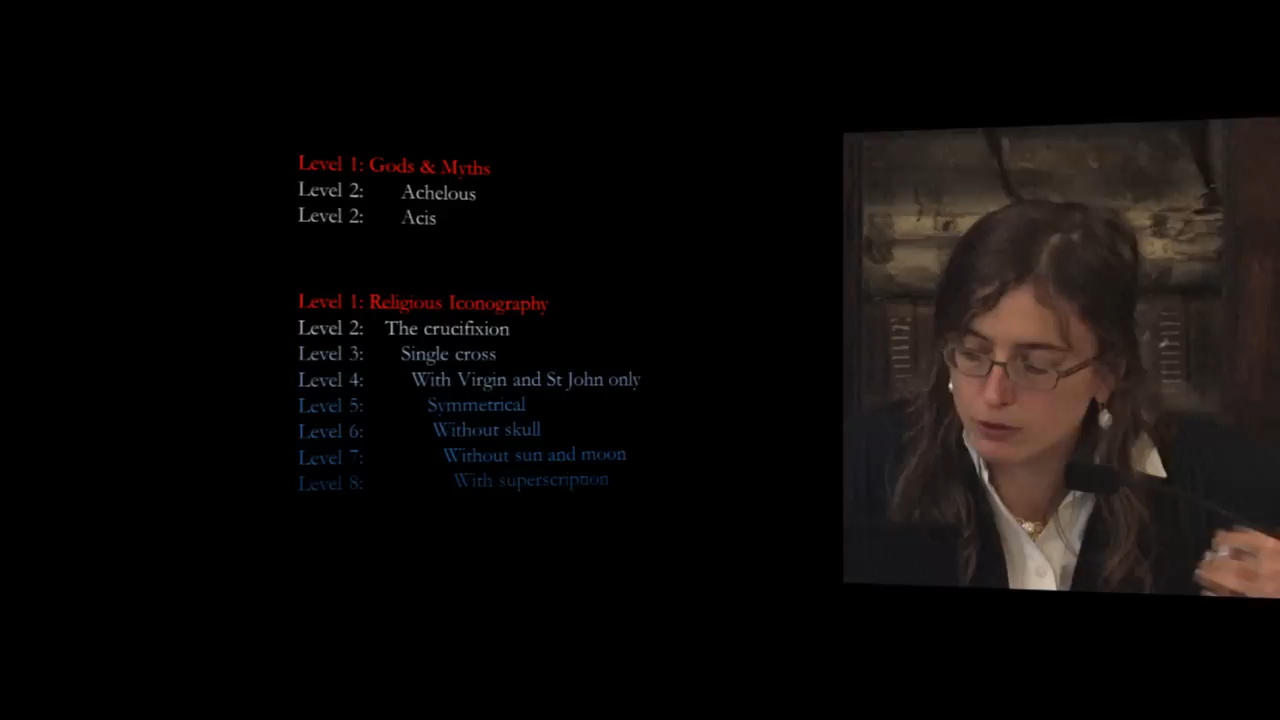 Level 1: Gods & Myths
Level 2: Achelous
Level 2: Acis
Level 1: Religious Iconography
Level 2: The crucifixion
Level 3: Single cross
Level 4: With Virgin and St John only
Level 5: Symmetrical
Level 6: Without skull
Level 7: Without sun and moon
Level 8: With superscription